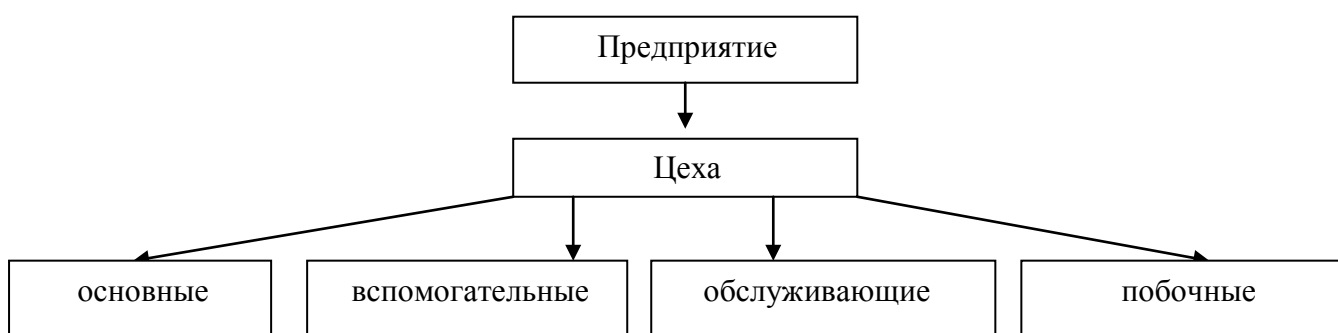 Предприятие
Цеха
основные вспомогательные обслуживающие побочные